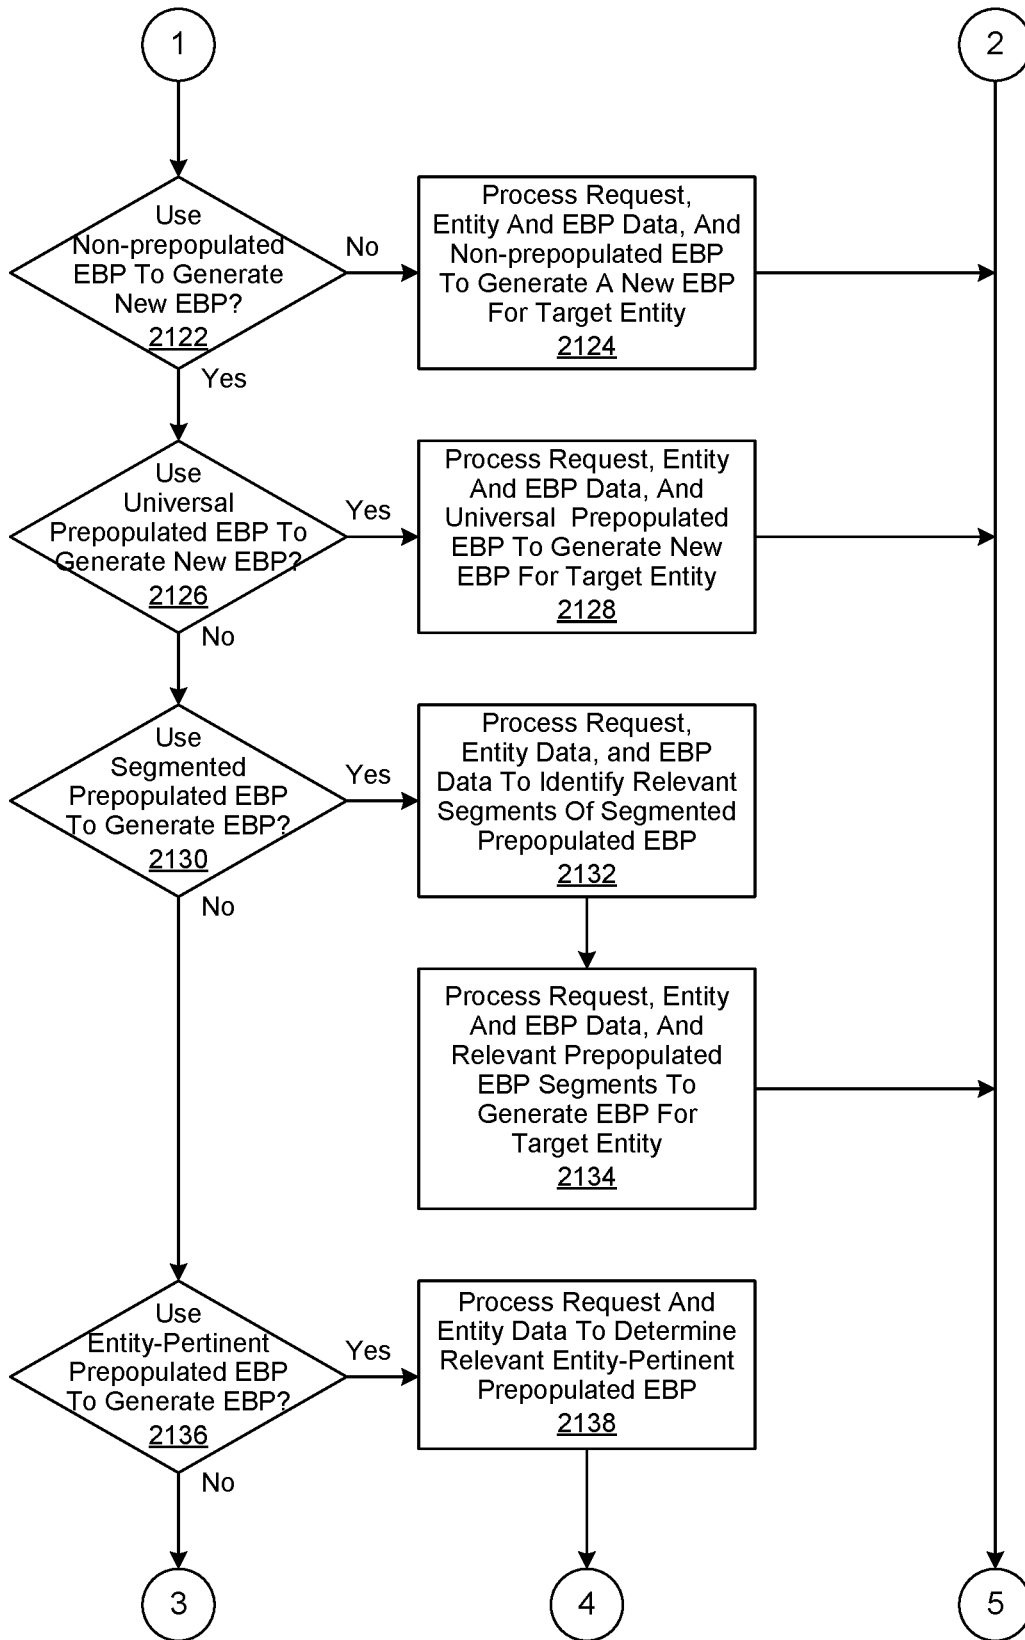 1
2
Use
Non-prepopulated
EBP To Generate
New EBP?
2122
No
Yes
Process Request,
Entity And EBP Data, And
Non-prepopulated EBP
To Generate A New EBP
For Target Entity
2124
Use
Universal
Prepopulated EBP To
Generate New EBP?
2126
Yes
No
Process Request, Entity
And EBP Data, And
Universal Prepopulated
EBP To Generate New
EBP For Target Entity
2128
Use
Segmented
Prepopulated EBP
To Generate EBP?
2130
Yes
No
Process Request,
Entity Data, and EBP
Data To Identify Relevant
Segments Of Segmented
Prepopulated EBP
2132
Process Request, Entity
And EBP Data, And
Relevant Prepopulated
EBP Segments To
Generate EBP For
Target Entity
2134
Use
Entity-Pertinent
Prepopulated EBP
To Generate EBP?
2136
Yes
No
Process Request And
Entity Data To Determine
Relevant Entity-Pertinent
Prepopulated EBP
2138
3
4
5